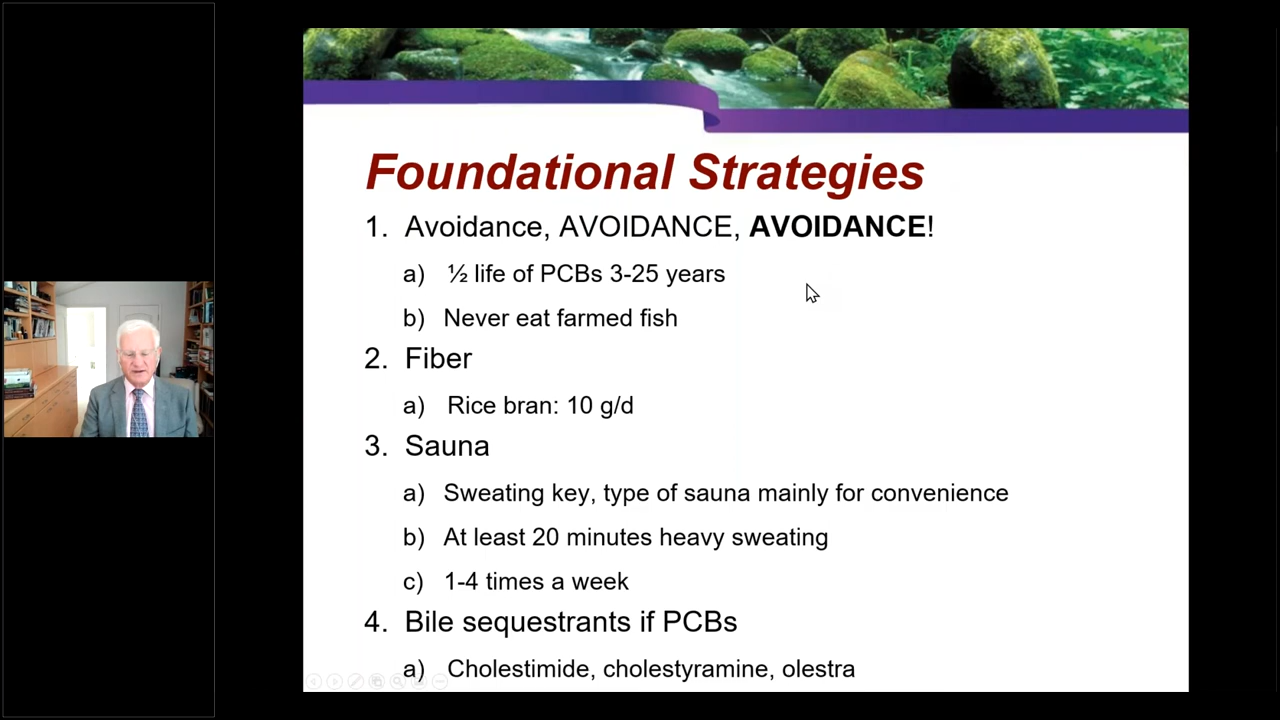 Foundational Strategies
1. Avoidance, AVOIDANCE, AVOIDANCE!
a) ½ life of PCBs 3-25 years
b) Never eat farmed fish
2. Fiber
a) Rice bran: 10 g/d
3. Sauna
a) Sweating key, type of sauna mainly for convenience
b) At least 20 minutes heavy sweating
c) 1-4 times a week
4. Bile sequestrants if PCBs
a) Cholestimide, cholestyramine, olestra